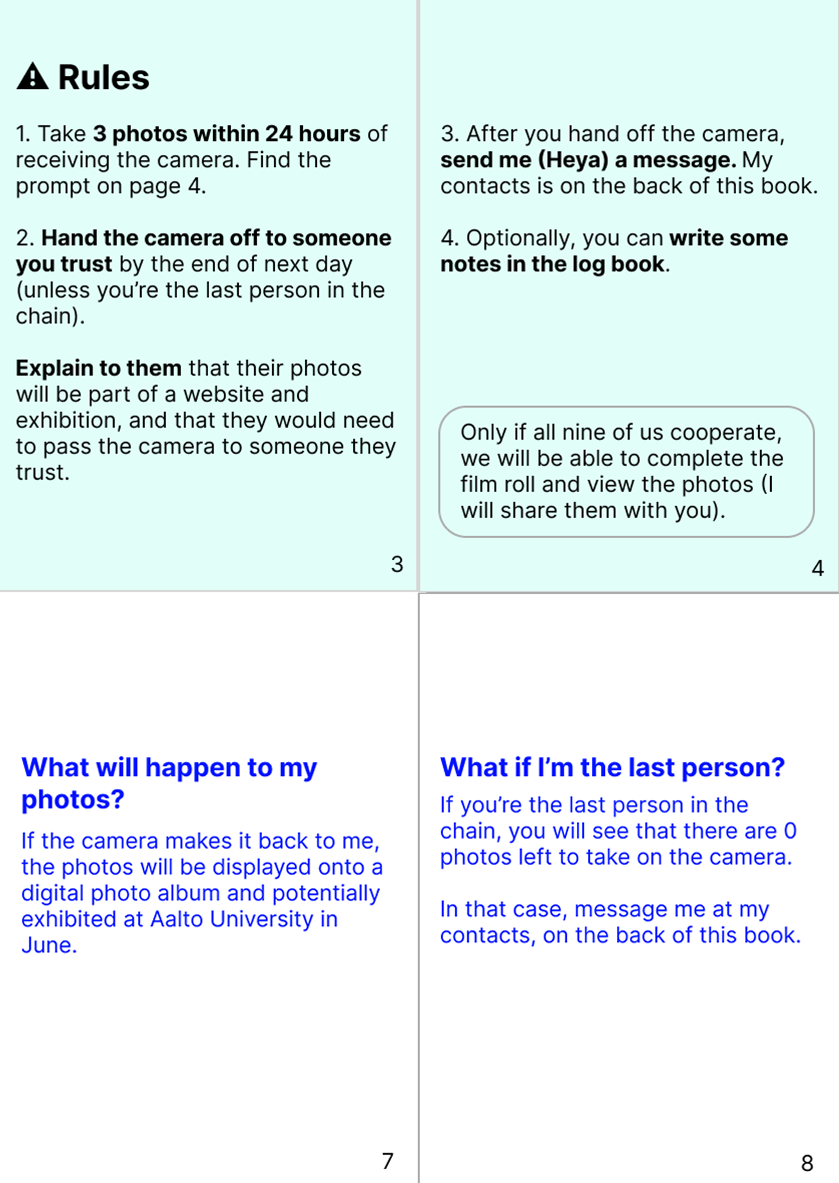 ⚠ Rules
1. Take 3 photos within 24 hours of
receiving the camera. Find the
prompt on page 4.
2. Hand the camera off to someone
you trust by the end of next day
(unless you’re the last person in the
chain).
Explain to them that their photos
will be part of a website and
exhibition, and that they would need
to pass the camera to someone they
trust.
3
3. After you hand off the camera,
send me (Heya) a message. My
contacts is on the back of this book.
4. Optionally, you can write some
notes in the log book.
Only if all nine of us cooperate,
we will be able to complete the
film roll and view the photos (I
will share them with you).
4
What will happen to my
photos?
If the camera makes it back to me,
the photos will be displayed onto a
digital photo album and potentially
exhibited at Aalto University in
June.
7
What if I’m the last person?
If you’re the last person in the
chain, you will see that there are 0
photos left to take on the camera.
In that case, message me at my
contacts, on the back of this book.
8